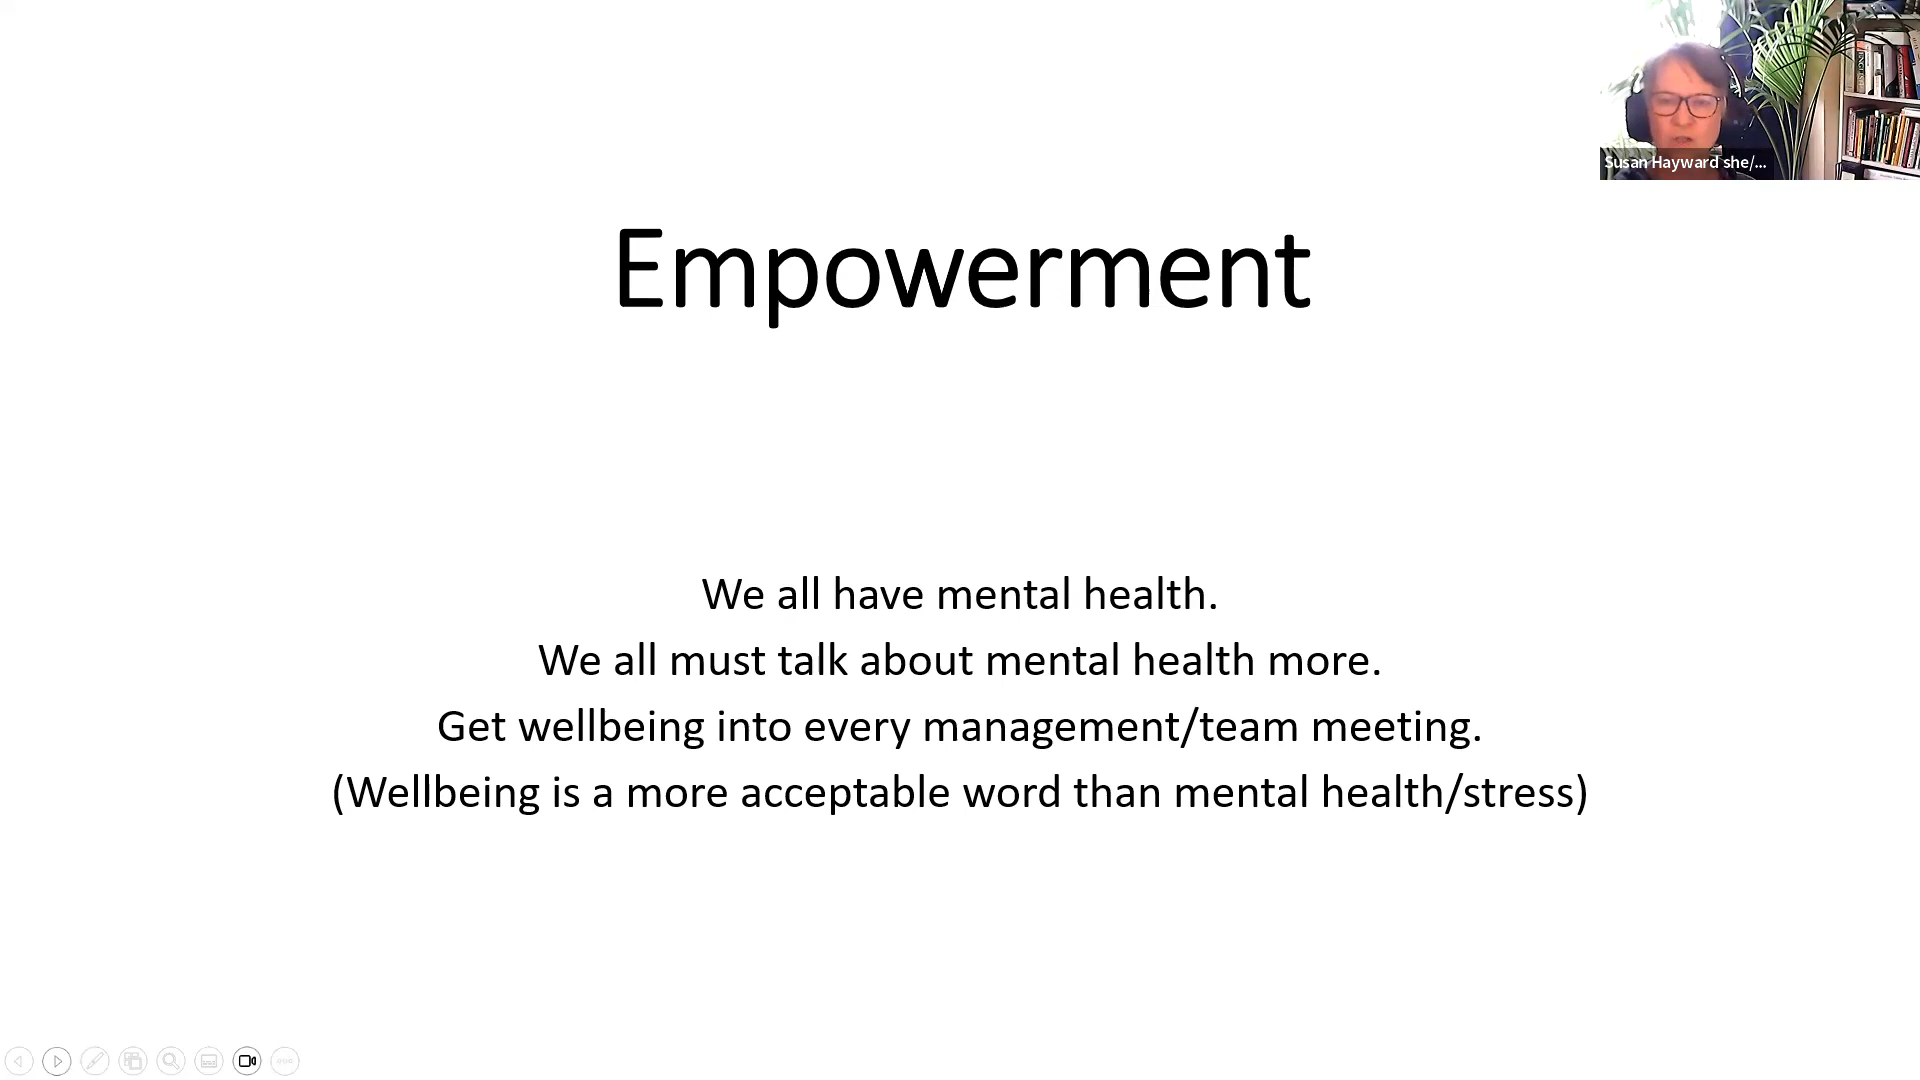 Susan Hayward she/...
Empowerment
We all have mental health.
We all must talk about mental health more.
Get wellbeing into every management/team meeting.
(Wellbeing is a more acceptable word than mental health/stress)